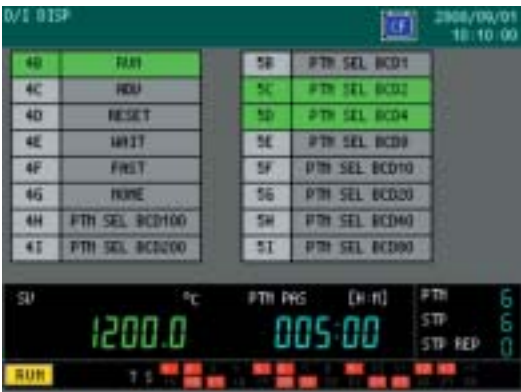 D/I DISP
CF
2008/09/01
10:10:00
4B RUN
4C ADV
4D RESET
4E WAIT
4F FAST
4G NONE
4H PTN SEL BCD100
4I PTN SEL BCD200
5B PTN SEL BCD1
5C PTN SEL BCD2
5D PTN SEL BCD4
5E PTN SEL BCD8
5F PTN SEL BCD10
5G PTN SEL BCD20
5H PTN SEL BCD40
5I PTN SEL BCD80
SV °C
1200.0
PTN PAS [H:M]
005:00
PTN 6
STP 6
STP REP 0
RUN
T S